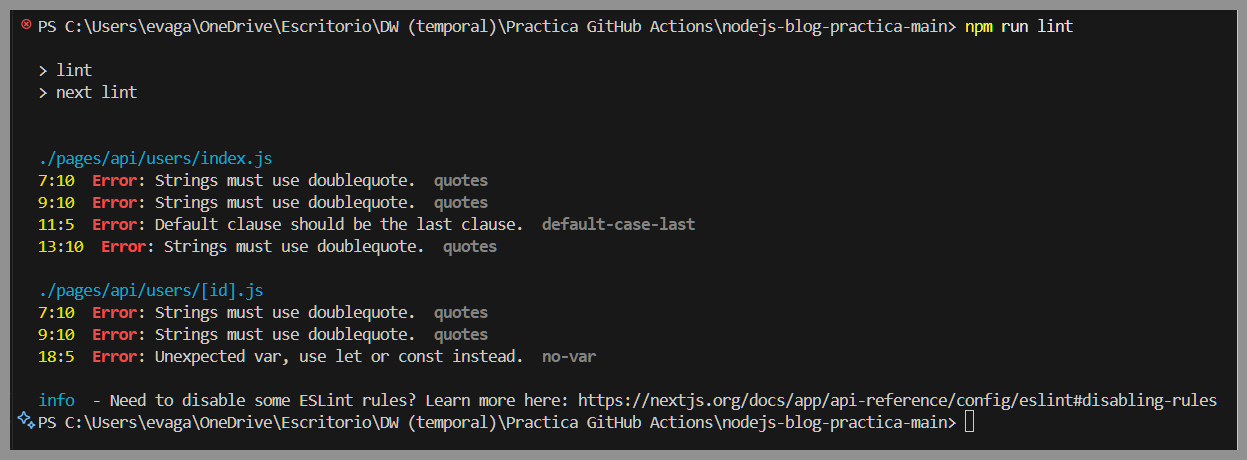 PS C:\Users\evaga\OneDrive\Escritorio\DW (temporal)\Practica GitHub Actions\nodejs-blog-practica-main> npm run lint
> lint
> next lint
./pages/api/users/index.js
7:10  Error: Strings must use doublequote.  quotes
9:10  Error: Strings must use doublequote.  quotes
11:5  Error: Default clause should be the last clause.  default-case-last
13:10  Error: Strings must use doublequote.  quotes
./pages/api/users/[id].js
7:10  Error: Strings must use doublequote.  quotes
9:10  Error: Strings must use doublequote.  quotes
18:5  Error: Unexpected var, use let or const instead.  no-var
info  - Need to disable some ESLint rules? Learn more here: https://nextjs.org/docs/app/api-reference/config/eslint#disabling-rules
PS C:\Users\evaga\OneDrive\Escritorio\DW (temporal)\Practica GitHub Actions\nodejs-blog-practica-main>